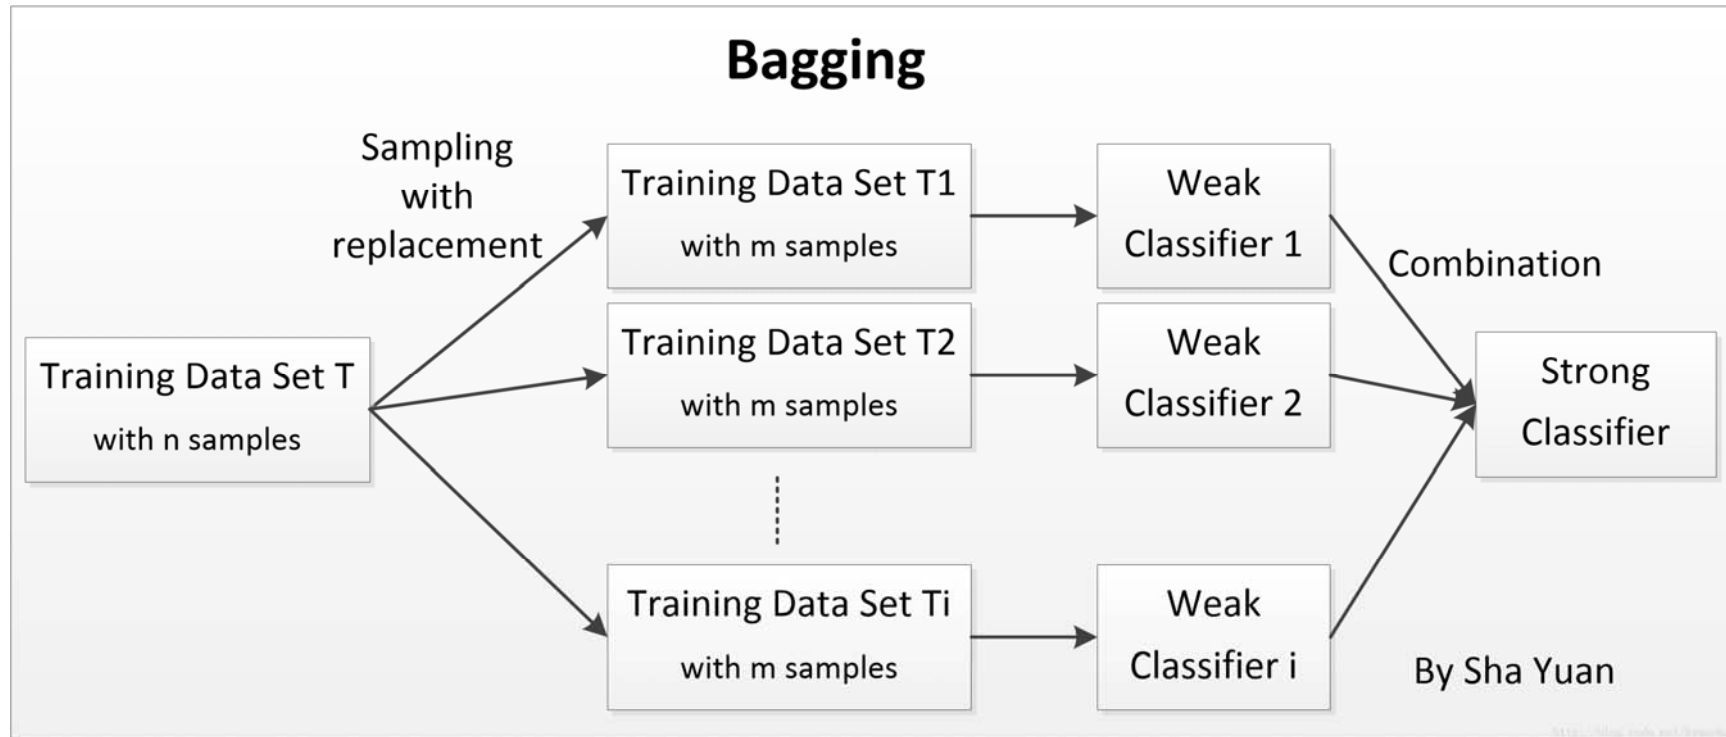 Bagging
Sampling
with
replacement
Training Data Set T
with n samples
Training Data Set T1
with m samples
Training Data Set T2
with m samples
Training Data Set Ti
with m samples
Weak
Classifier 1
Weak
Classifier 2
Weak
Classifier i
Combination
Strong
Classifier
By Sha Yuan